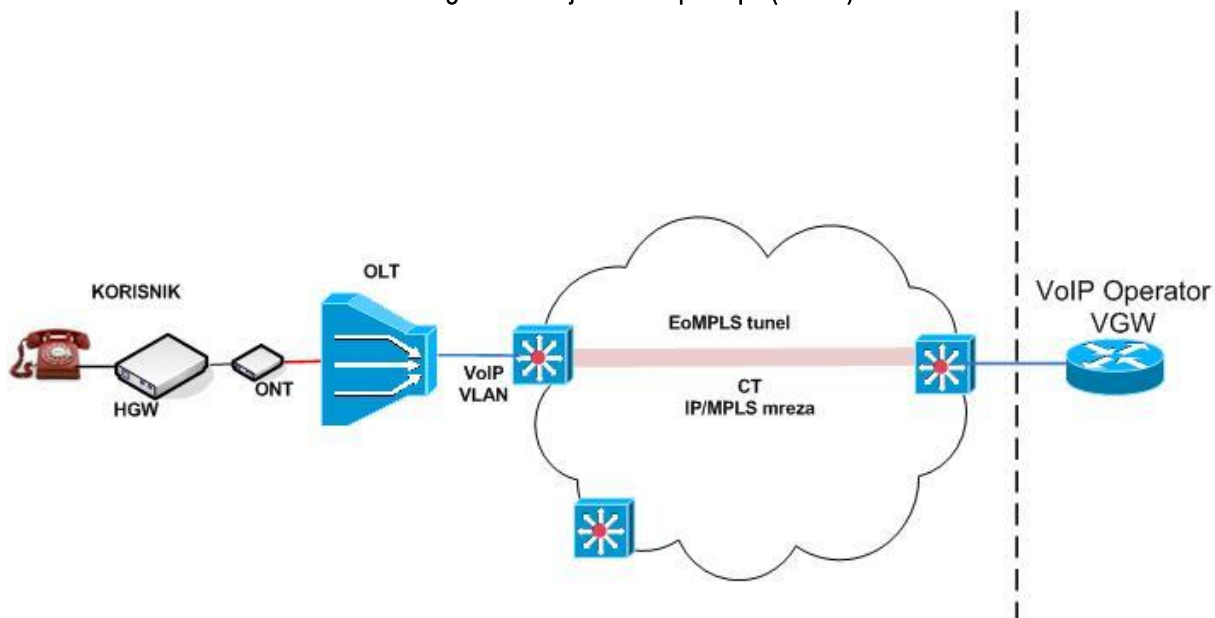 KORISNIK
HGW
ONT
OLT
VoIP
VLAN
EoMPLS tunel
CT
IP/MPLS mreza
VoIP Operator
VGW